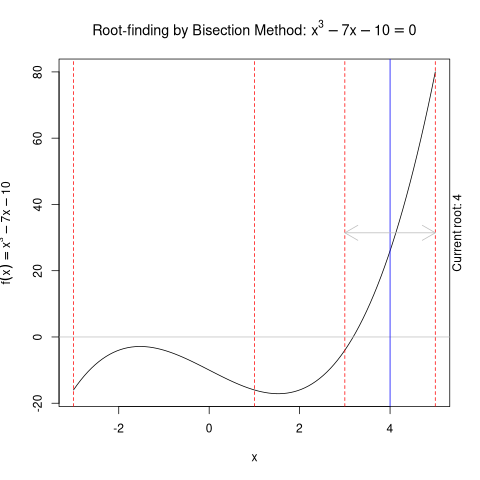 Root-finding by Bisection Method: x³ − 7x − 10 = 0
f(x) = x³ − 7x − 10
80
60
40
20
0
-20
Current root: 4
-2
0
2
4
x